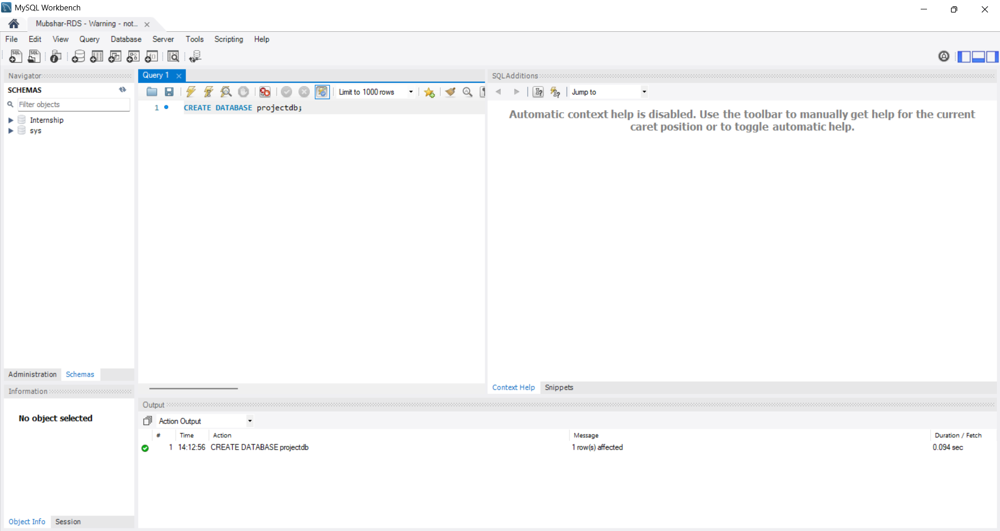 MySQL Workbench
Mubshar-RDS - Warning - not...
File Edit View Query Database Server Tools Scripting Help
Navigator
SCHEMAS
Filter objects
Internship
sys
Administration Schemas
Information
No object selected
Object Info Session
Query 1
Limit to 1000 rows
1 CREATE DATABASE projectdb;
SQLAdditions
Jump to
Automatic context help is disabled. Use the toolbar to manually get help for the current
caret position or to toggle automatic help.
Context Help Snippets
Output
Action Output
# Time Action Message Duration / Fetch
1 14:12:56 CREATE DATABASE projectdb 1 row(s) affected 0.094 sec